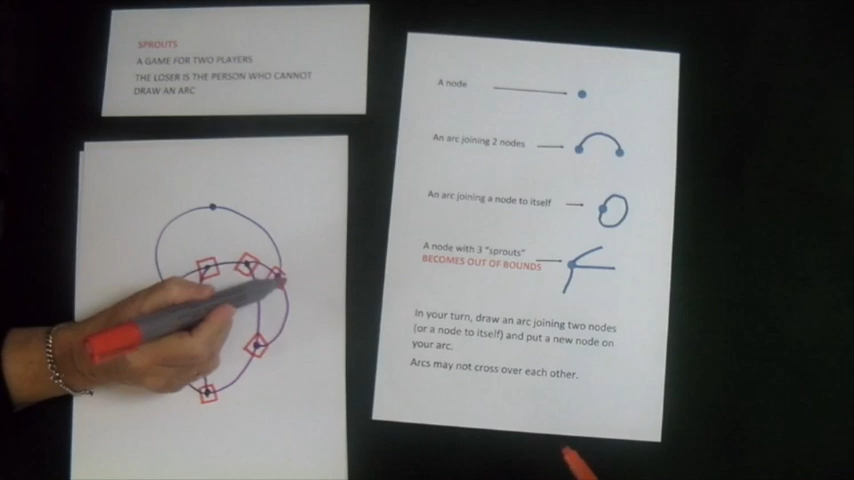 SPROUTS
A GAME FOR TWO PLAYERS
THE LOSER IS THE PERSON WHO CANNOT
DRAW AN ARC
A node
An arc joining 2 nodes
An arc joining a node to itself
A node with 3 "sprouts"
BECOMES OUT OF BOUNDS
In your turn, draw an arc joining two nodes
(or a node to itself) and put a new node on
your arc.
Arcs may not cross over each other.